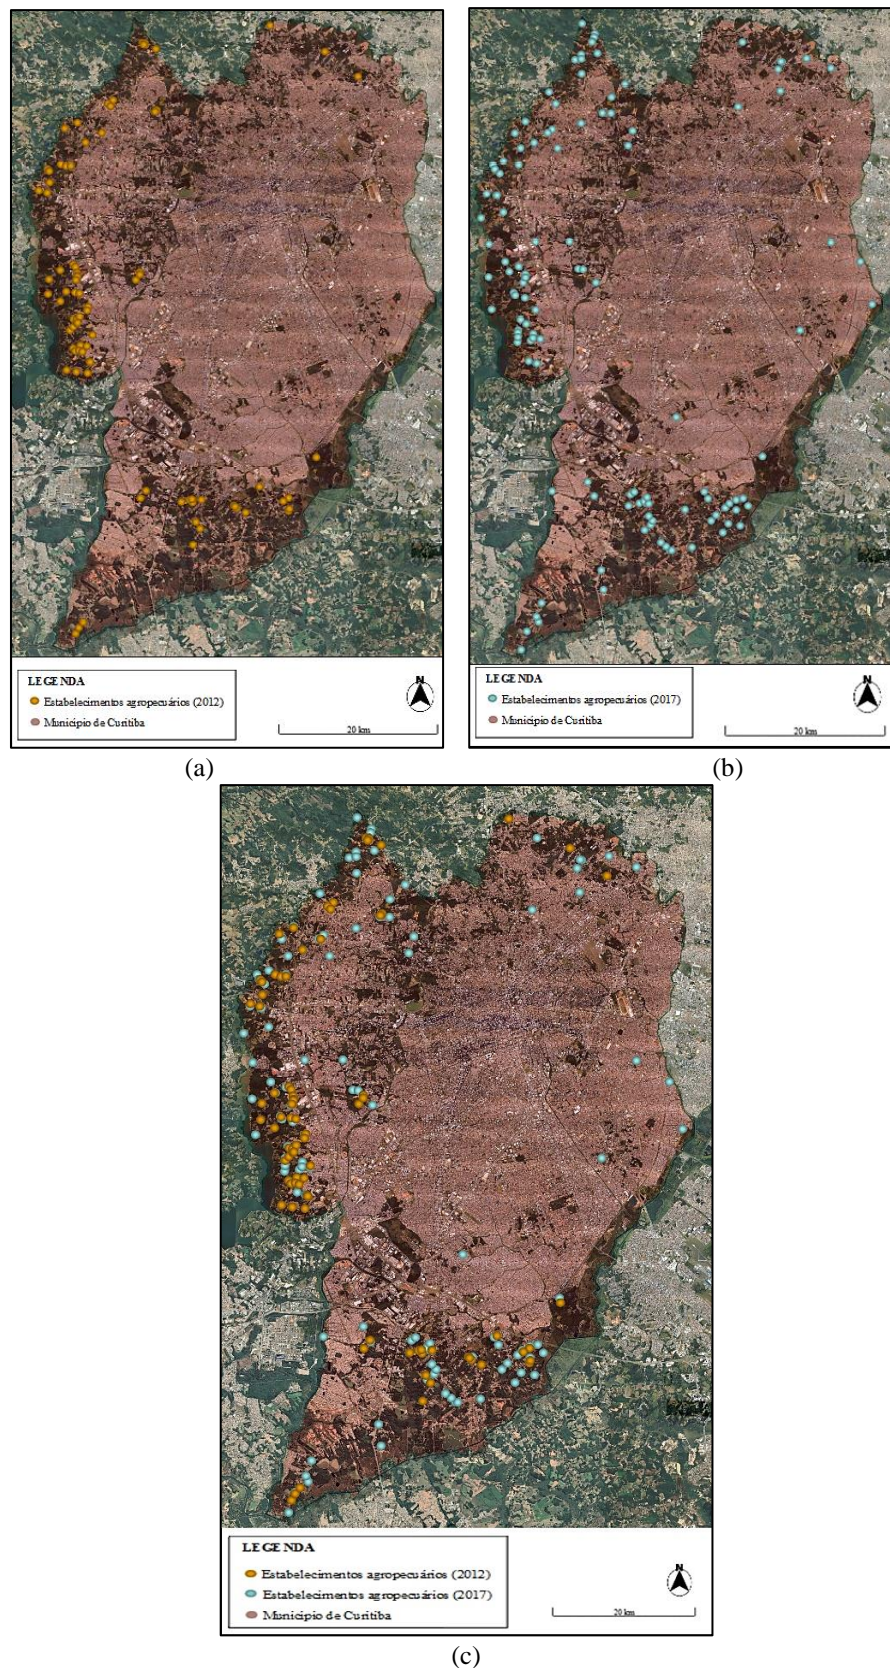 LEGENDA
Estabelecimentos agropecuários (2012)
Município de Curitiba
N
20 km
(a)
LEGENDA
Estabelecimentos agropecuários (2017)
Município de Curitiba
N
20 km
(b)
LEGENDA
Estabelecimentos agropecuários (2012)
Estabelecimentos agropecuários (2017)
Município de Curitiba
N
20 km
(c)